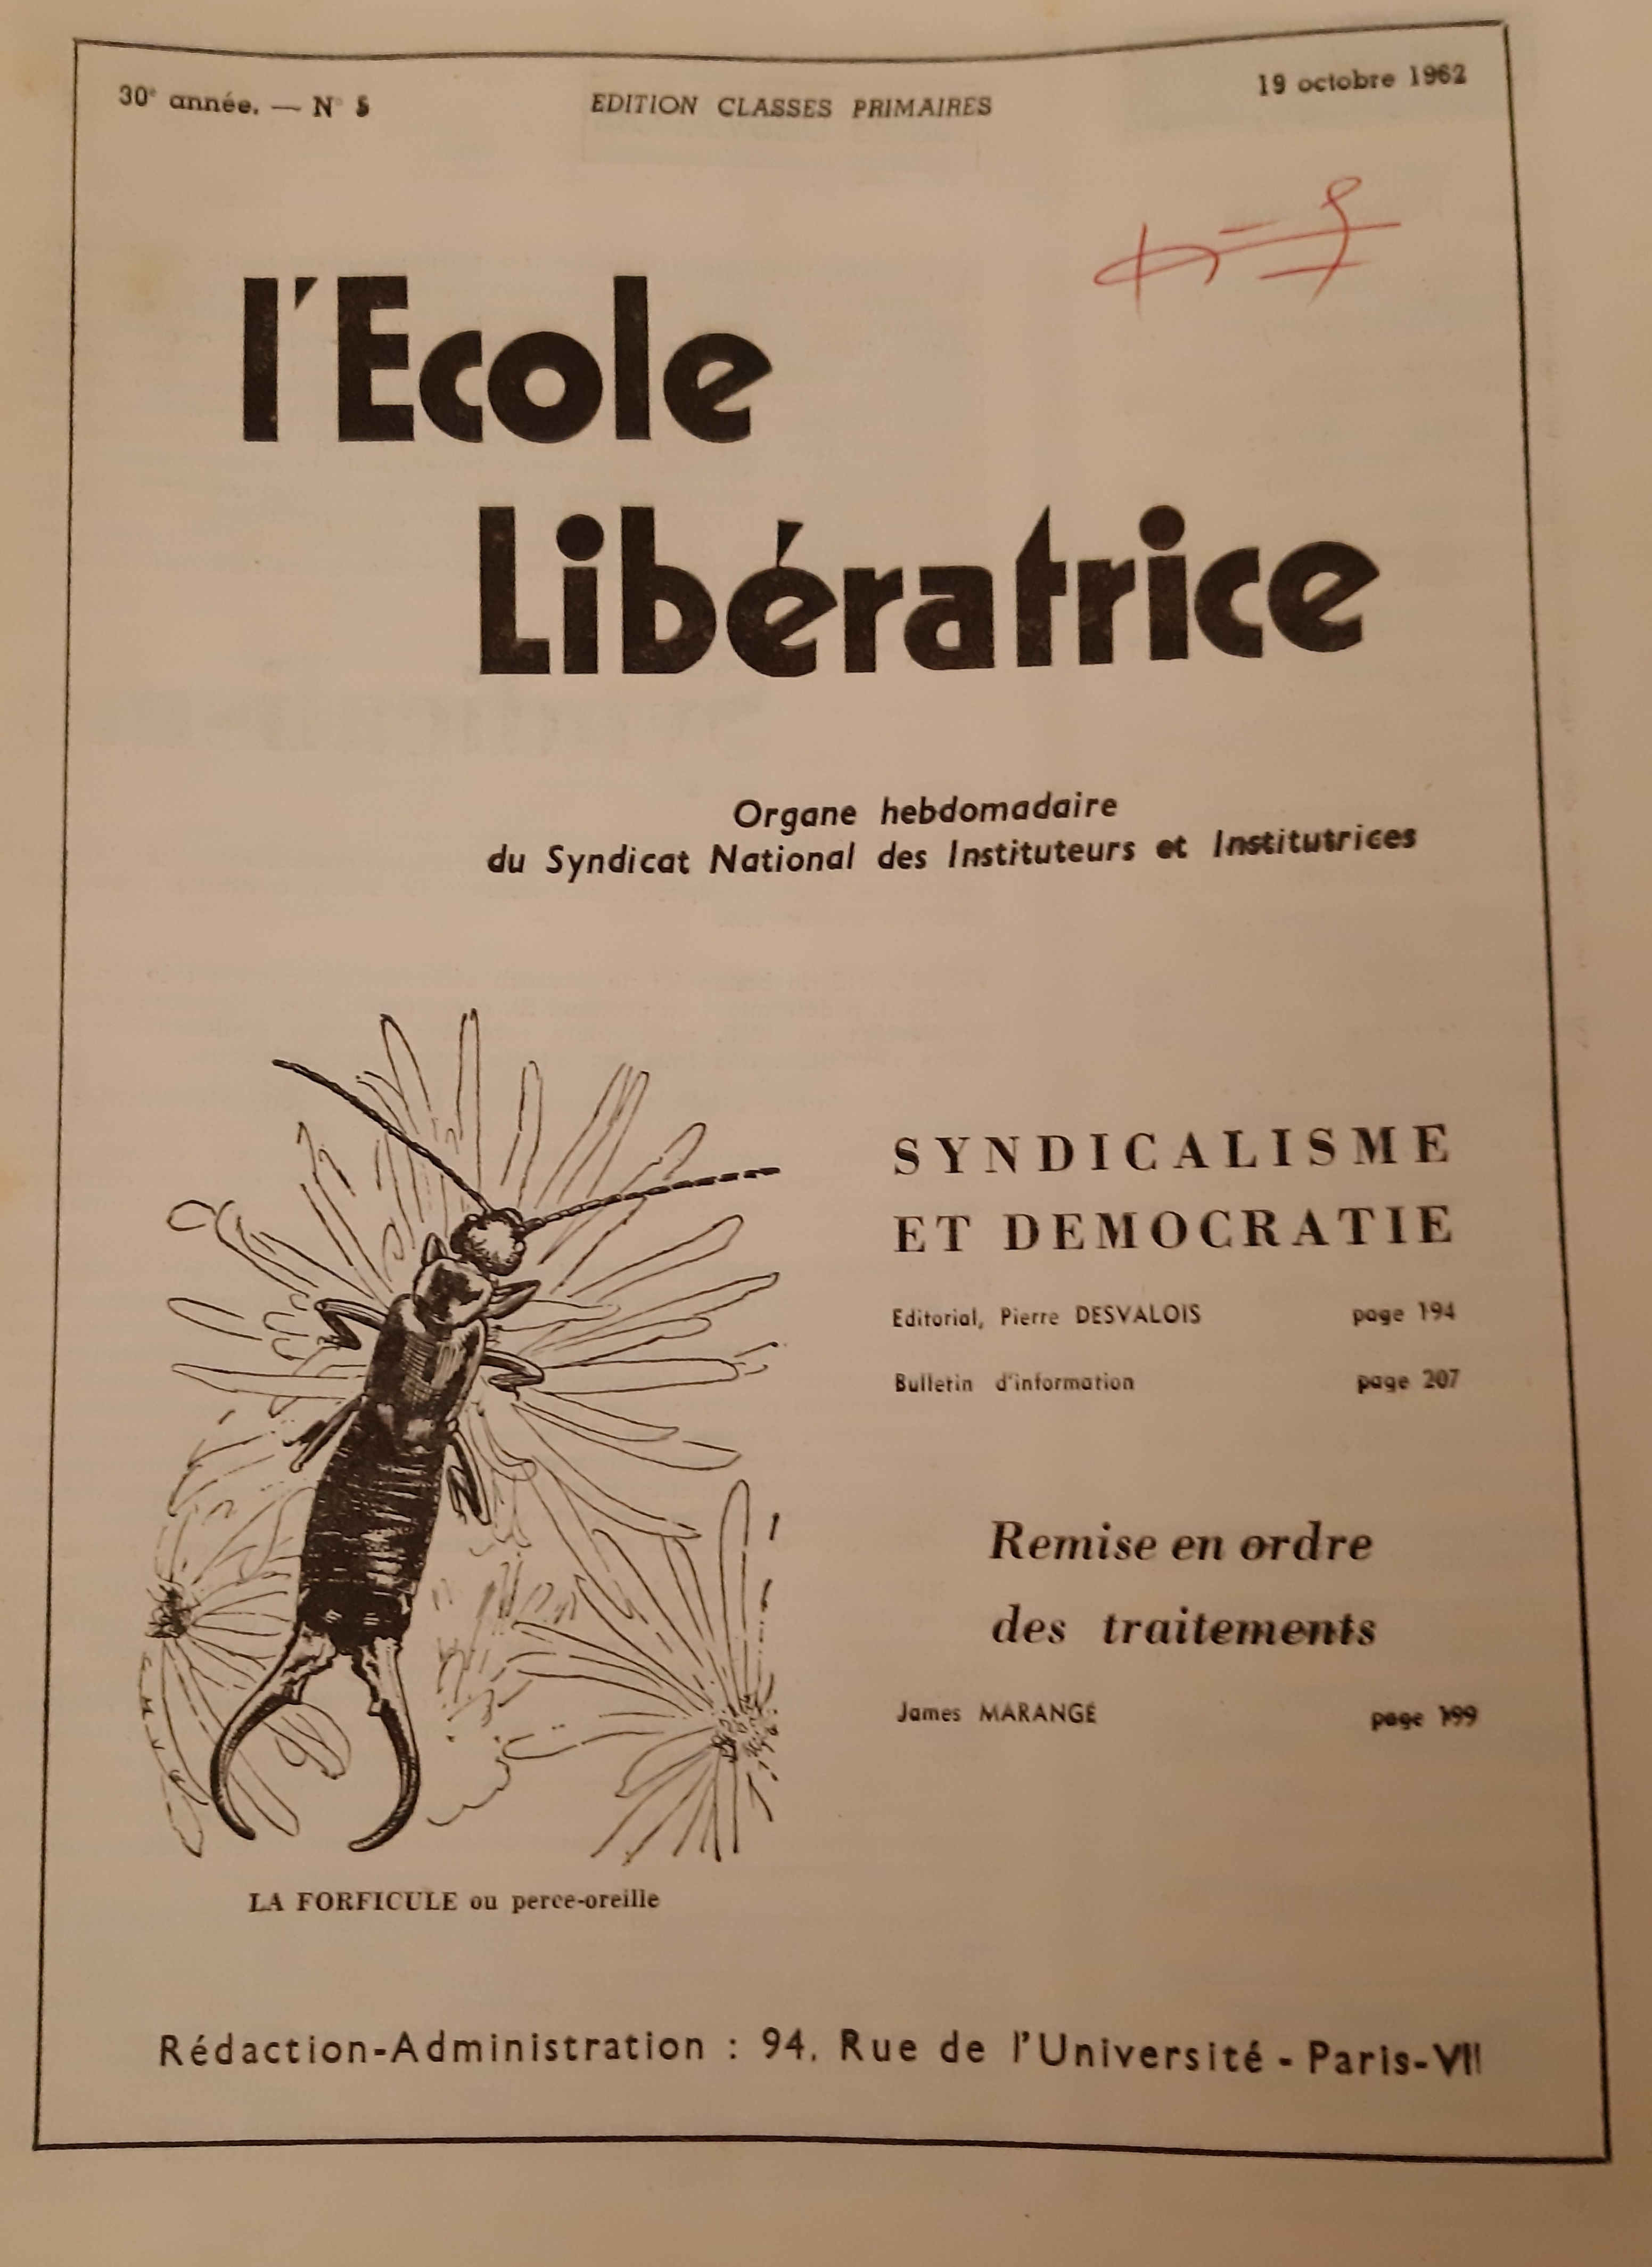 30e année. — N° 5
EDITION CLASSES PRIMAIRES
19 octobre 1962
l'Ecole
Libératrice
Organe hebdomadaire
du Syndicat National des Instituteurs et Institutrices
SYNDICALISME
ET DEMOCRATIE
Editorial, Pierre DESVALOIS page 194
Bulletin d'information page 207
Remise en ordre
des traitements
James MARANGÉ page 199
LA FORFICULE ou perce-oreille
Rédaction-Administration : 94, Rue de l'Université - Paris-VII